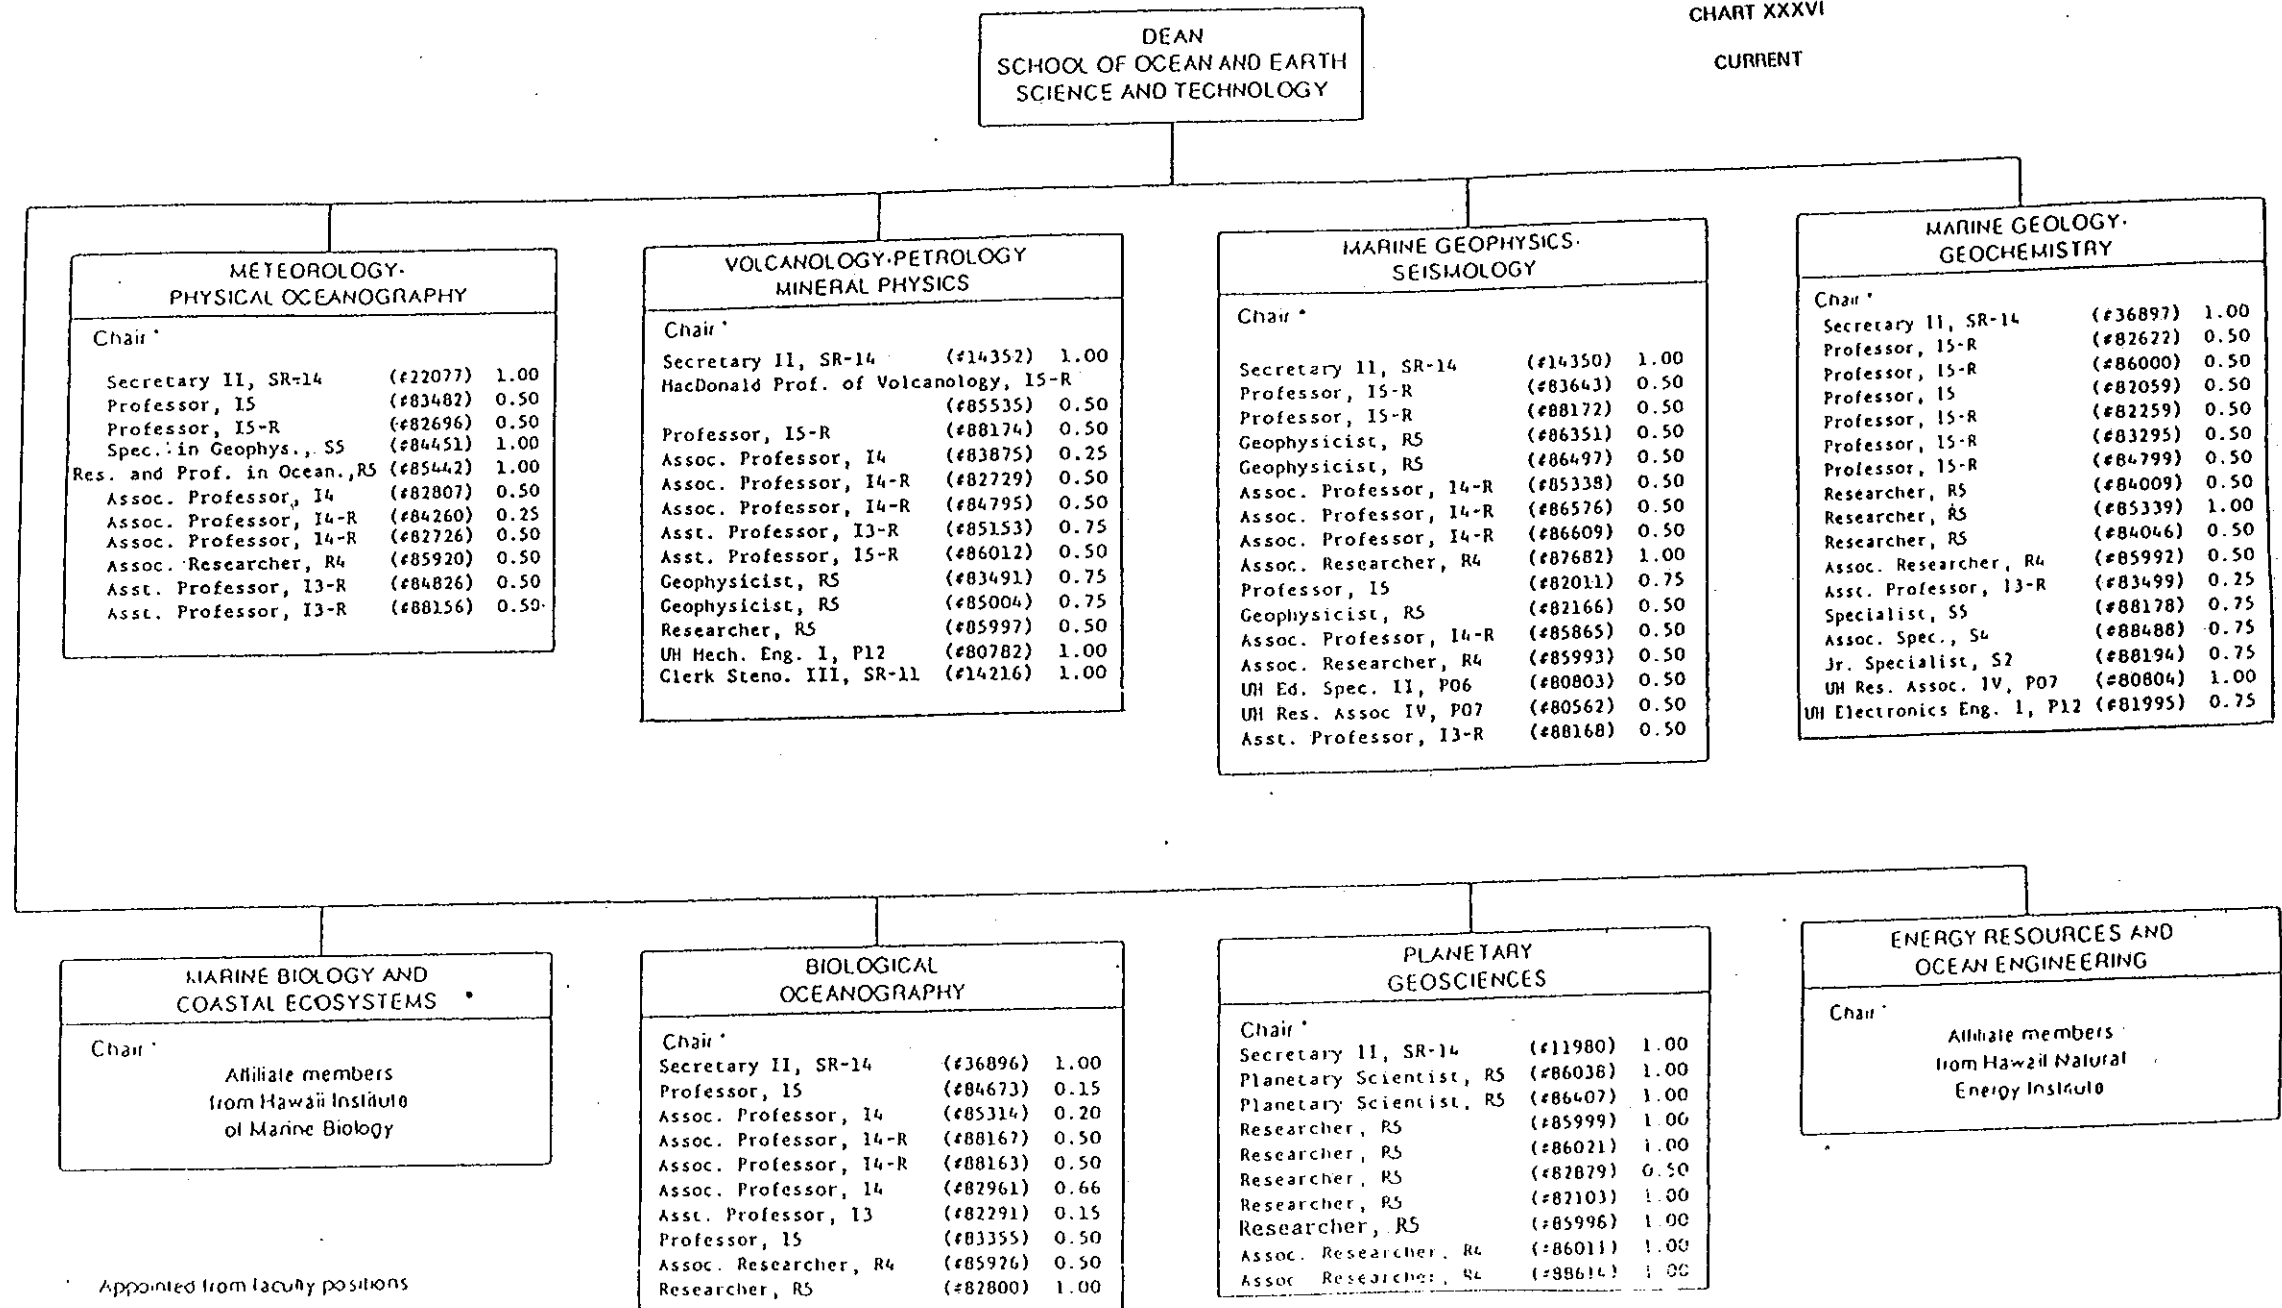 CHART XXXVI
CURRENT
DEAN
SCHOOL OF OCEAN AND EARTH
SCIENCE AND TECHNOLOGY
METEOROLOGY-
PHYSICAL OCEANOGRAPHY
Chair *
Secretary II, SR-14 (#22077) 1.00
Professor, I5 (#83482) 0.50
Professor, I5-R (#82696) 0.50
Spec. in Geophys., S5 (#84451) 1.00
Res. and Prof. in Ocean.,R5 (#85442) 1.00
Assoc. Professor, I4 (#82807) 0.50
Assoc. Professor, I4-R (#84260) 0.25
Assoc. Professor, I4-R (#82726) 0.50
Assoc. Researcher, R4 (#85920) 0.50
Asst. Professor, I3-R (#84826) 0.50
Asst. Professor, I3-R (#88156) 0.50
VOLCANOLOGY-PETROLOGY
MINERAL PHYSICS
Chair *
Secretary II, SR-14 (#14352) 1.00
MacDonald Prof. of Volcanology, I5-R
(#85535) 0.50
Professor, I5-R (#88174) 0.50
Assoc. Professor, I4 (#83875) 0.25
Assoc. Professor, I4-R (#82729) 0.50
Assoc. Professor, I4-R (#84795) 0.50
Asst. Professor, I3-R (#85153) 0.75
Asst. Professor, I5-R (#86012) 0.50
Geophysicist, R5 (#83491) 0.75
Geophysicist, R5 (#85004) 0.75
Researcher, R5 (#85997) 0.50
UH Mech. Eng. I, P12 (#80782) 1.00
Clerk Steno. III, SR-11 (#14216) 1.00
MARINE GEOPHYSICS-
SEISMOLOGY
Chair *
Secretary II, SR-14 (#14350) 1.00
Professor, I5-R (#83643) 0.50
Professor, I5-R (#88172) 0.50
Geophysicist, R5 (#86351) 0.50
Geophysicist, R5 (#86497) 0.50
Assoc. Professor, I4-R (#85338) 0.50
Assoc. Professor, I4-R (#86576) 0.50
Assoc. Professor, I4-R (#86609) 0.50
Assoc. Researcher, R4 (#87682) 1.00
Professor, I5 (#82011) 0.75
Geophysicist, R5 (#82166) 0.50
Assoc. Professor, I4-R (#85865) 0.50
Assoc. Researcher, R4 (#85993) 0.50
UH Ed. Spec. II, P06 (#80803) 0.50
UH Res. Assoc IV, P07 (#80562) 0.50
Asst. Professor, I3-R (#88168) 0.50
MARINE GEOLOGY-
GEOCHEMISTRY
Chair *
Secretary II, SR-14 (#36897) 1.00
Professor, I5-R (#82622) 0.50
Professor, I5-R (#86000) 0.50
Professor, I5 (#82059) 0.50
Professor, I5-R (#82259) 0.50
Professor, I5-R (#83295) 0.50
Professor, I5-R (#84799) 0.50
Researcher, R5 (#84009) 0.50
Researcher, R5 (#85339) 1.00
Researcher, R5 (#84046) 0.50
Assoc. Researcher, R4 (#85992) 0.50
Asst. Professor, I3-R (#83499) 0.25
Specialist, S5 (#88178) 0.75
Assoc. Spec., S4 (#88488) 0.75
Jr. Specialist, S2 (#88194) 0.75
UH Res. Assoc. IV, P07 (#80804) 1.00
UH Electronics Eng. I, P12 (#81995) 0.75
MARINE BIOLOGY AND
COASTAL ECOSYSTEMS
Chair *
Affiliate members
from Hawaii Institute
of Marine Biology
BIOLOGICAL
OCEANOGRAPHY
Chair *
Secretary II, SR-14 (#36896) 1.00
Professor, I5 (#84673) 0.15
Assoc. Professor, I4 (#85314) 0.20
Assoc. Professor, I4-R (#88167) 0.50
Assoc. Professor, I4-R (#88163) 0.50
Assoc. Professor, I4 (#82961) 0.66
Asst. Professor, I3 (#82291) 0.15
Professor, I5 (#83355) 0.50
Assoc. Researcher, R4 (#85926) 0.50
Researcher, R5 (#82800) 1.00
PLANETARY
GEOSCIENCES
Chair *
Secretary II, SR-14 (#11980) 1.00
Planetary Scientist, R5 (#86038) 1.00
Planetary Scientist, R5 (#86407) 1.00
Researcher, R5 (#85999) 1.00
Researcher, R5 (#86021) 1.00
Researcher, R5 (#82879) 0.50
Researcher, R5 (#82103) 1.00
Researcher, R5 (#85996) 1.00
Assoc. Researcher, R4 (#86011) 1.00
Assoc Researcher, R4 (#88614) 1.00
ENERGY RESOURCES AND
OCEAN ENGINEERING
Chair *
Affiliate members
from Hawaii Natural
Energy Institute
* Appointed from faculty positions